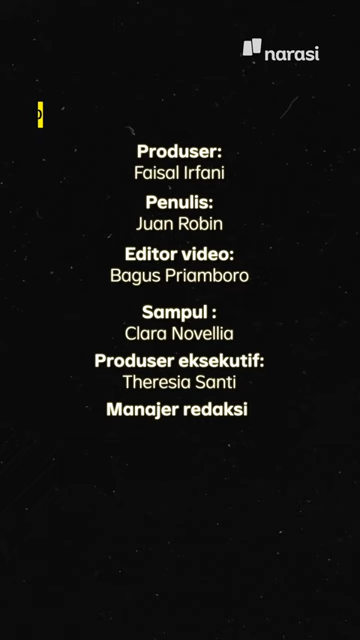 narasi
Produser:
Faisal Irfani
Penulis:
Juan Robin
Editor video:
Bagus Priamboro
Sampul :
Clara Novellia
Produser eksekutif:
Theresia Santi
Manajer redaksi